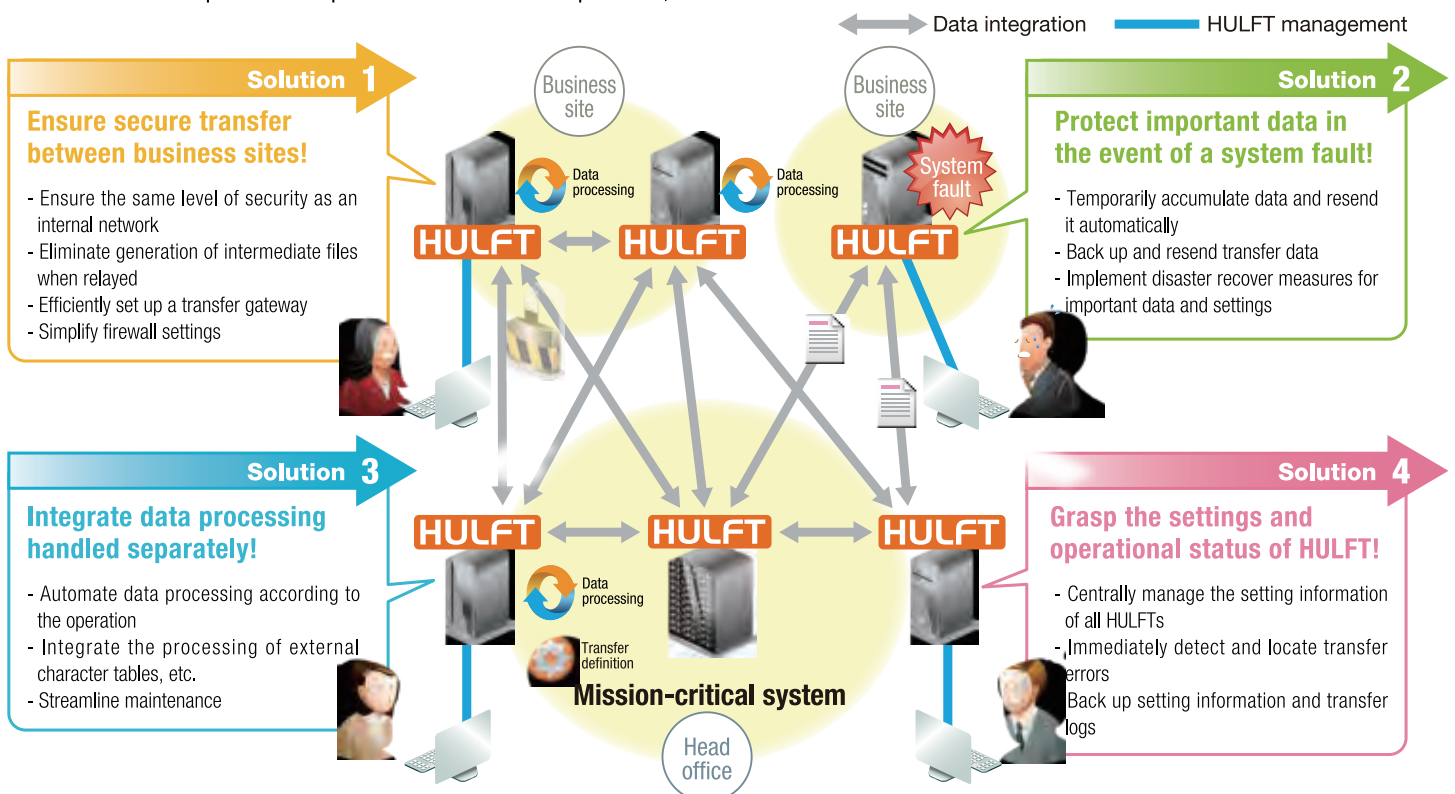 Data integration
HULFT management
Solution 1
Ensure secure transfer
between business sites!
- Ensure the same level of security as an
internal network
- Eliminate generation of intermediate files
when relayed
- Efficiently set up a transfer gateway
- Simplify firewall settings
Business
site
Data
processing
Data
processing
HULFT
HULFT
Business
site
System
fault
HULFT
Solution 2
Protect important data in
the event of a system fault!
- Temporarily accumulate data and resend
it automatically
- Back up and resend transfer data
- Implement disaster recover measures for
important data and settings
Solution 3
Integrate data processing
handled separately!
- Automate data processing according to
the operation
- Integrate the processing of external
character tables, etc.
- Streamline maintenance
HULFT
HULFT
HULFT
Data
processing
Transfer
definition
Mission-critical system
Head
office
Solution 4
Grasp the settings and
operational status of HULFT!
- Centrally manage the setting information
of all HULFTs
- Immediately detect and locate transfer
errors
Back up setting information and transfer
logs